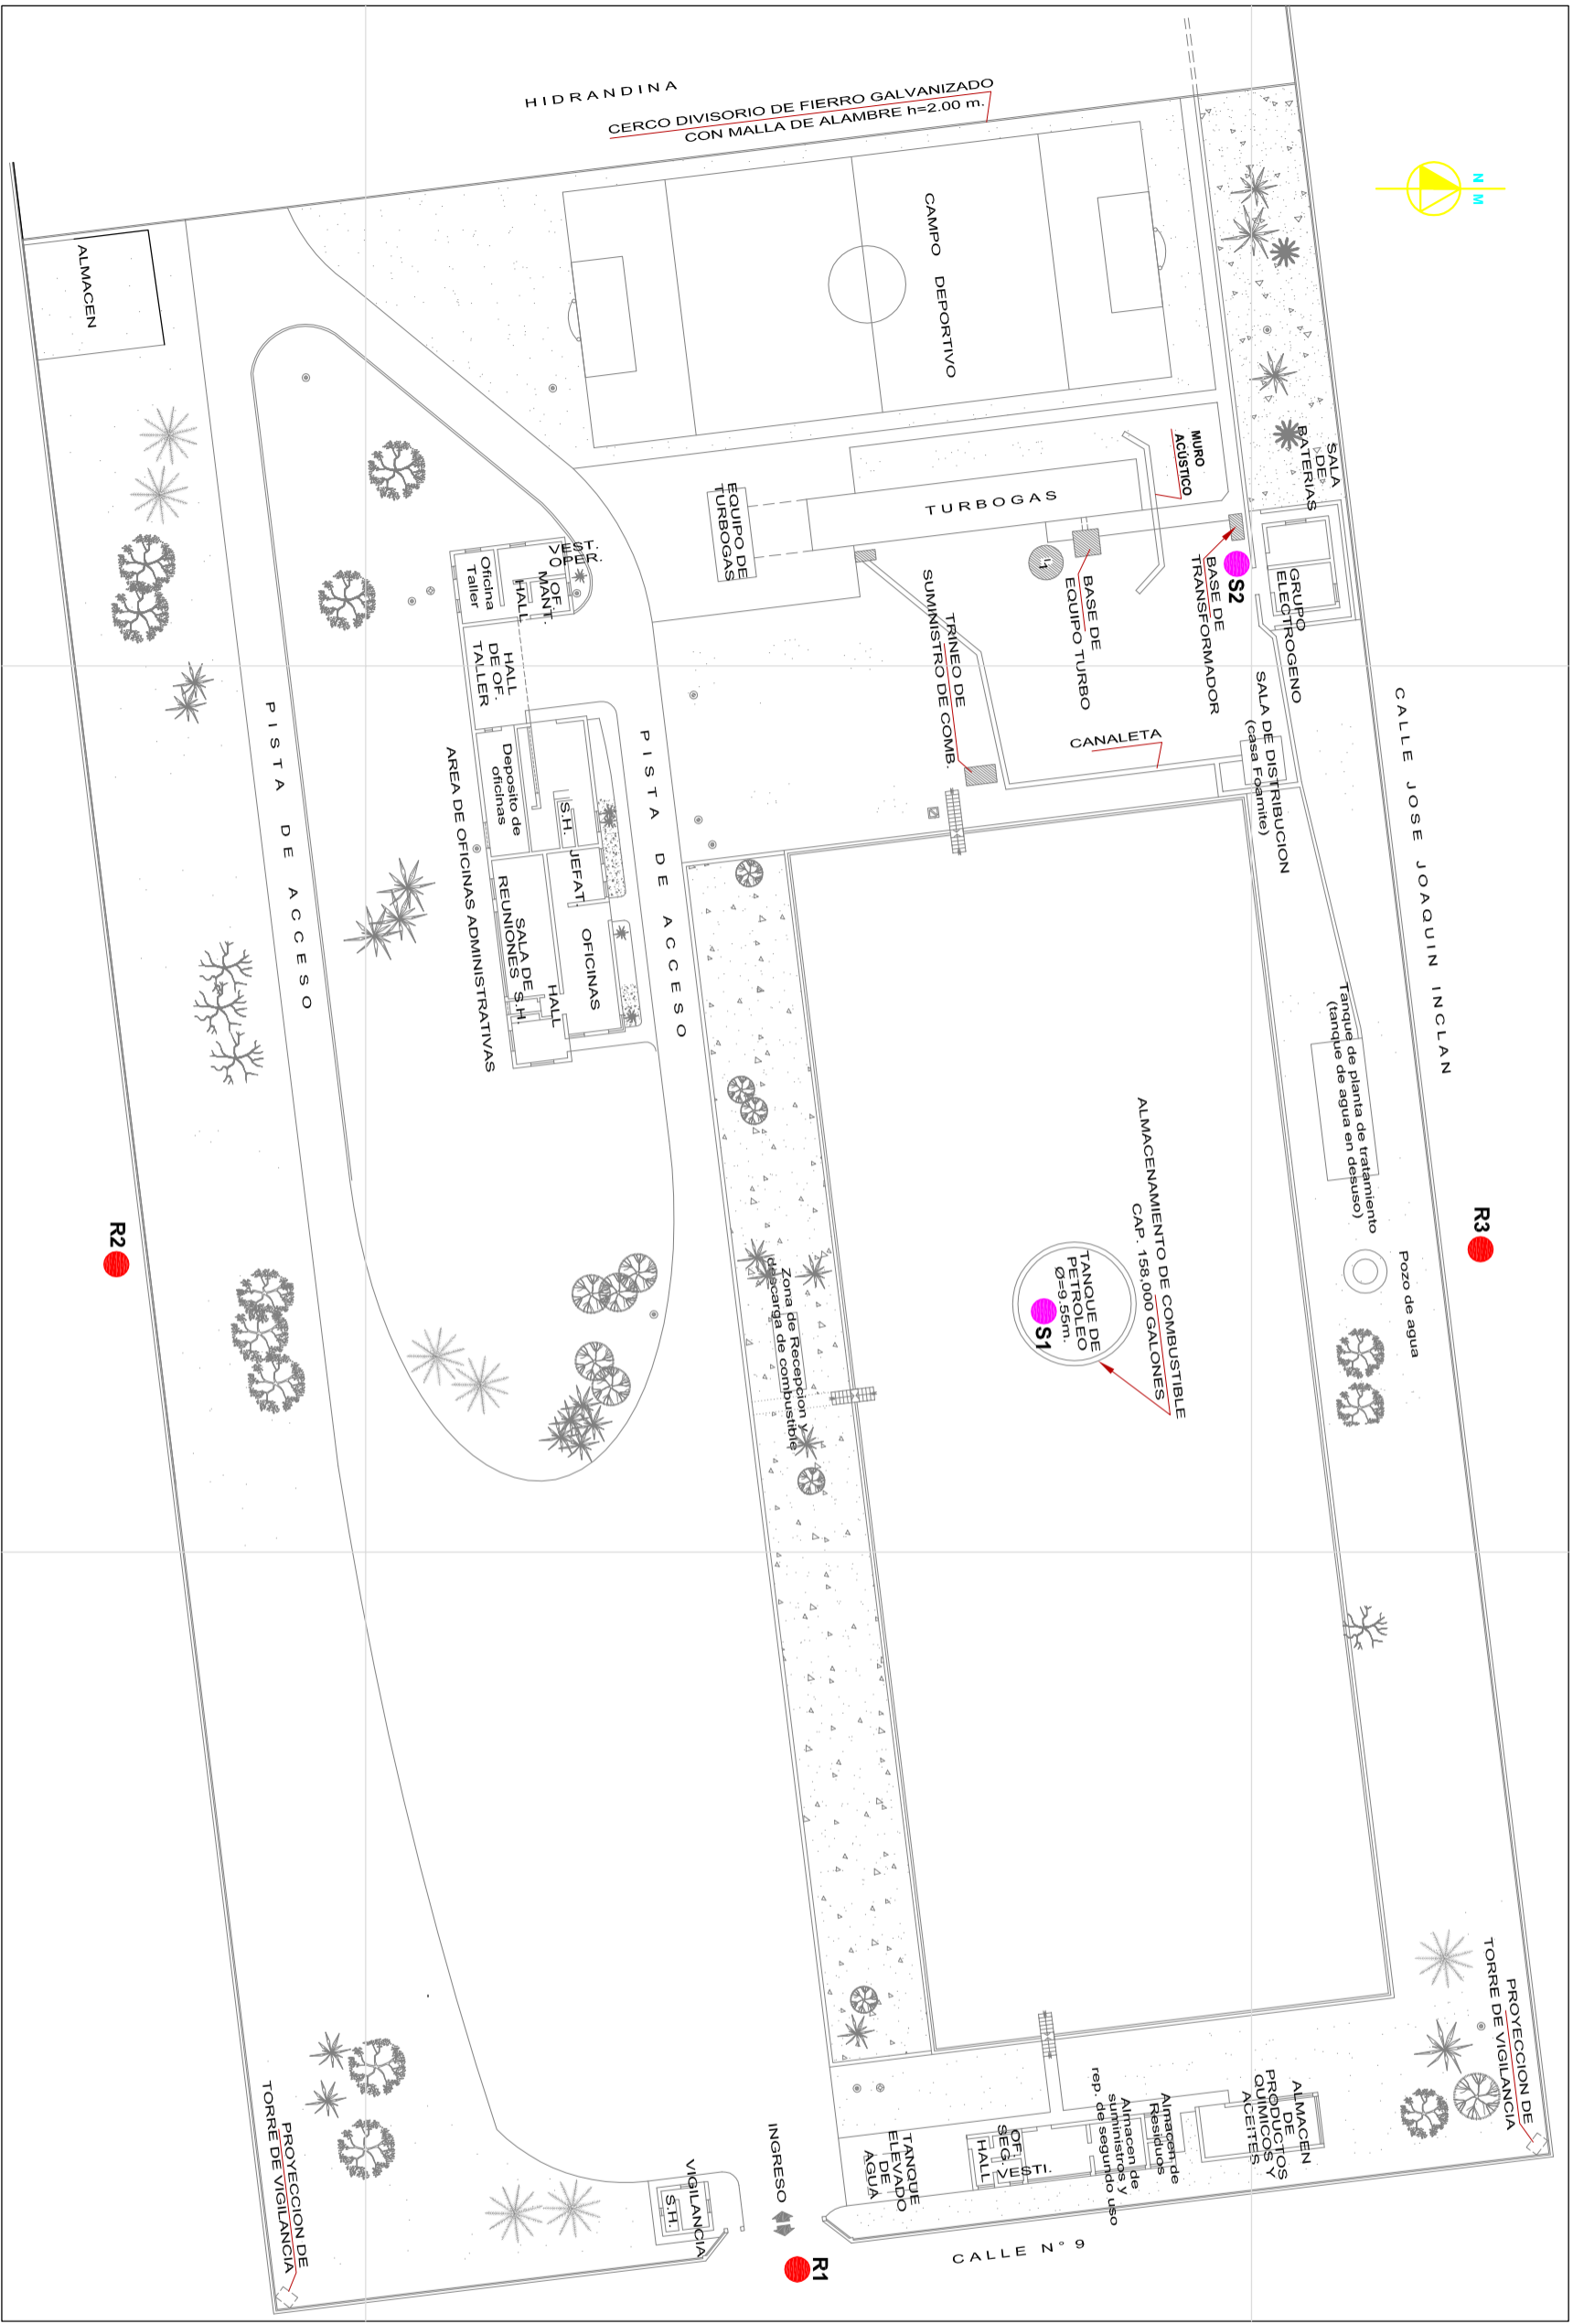 HIDRANDINA
CERCO DIVISORIO DE FIERRO GALVANIZADO
CON MALLA DE ALAMBRE h=2.00 m.
N M
ALMACEN
CAMPO DEPORTIVO
MURO
ACÚSTICO
SALA
DE
BATERIAS
TURBOGAS
EQUIPO DE
TURBOGAS
GRUPO
ELECTROGENO
S2
BASE DE
TRANSFORMADOR
BASE DE
EQUIPO TURBO
TRINEO DE
SUMINISTRO DE COMB.
CANALETA
SALA DE DISTRIBUCION
(casa Foamite)
CALLE JOSE JOAQUIN INCLAN
VEST.
OPER.
OF.
MANT.
HALL
Oficina
Taller
HALL
DE OF.
TALLER
Deposito de
oficinas
S.H.
JEFAT.
OFICINAS
SALA DE
REUNIONES
S.H.
HALL
AREA DE OFICINAS ADMINISTRATIVAS
PISTA DE ACCESO
PISTA DE ACCESO
Tanque de planta de tratamiento
(tanque de agua en desuso)
Pozo de agua
R3
R2
ALMACENAMIENTO DE COMBUSTIBLE
CAP. 158,000 GALONES
TANQUE DE
PETROLEO
Ø=9.55m.
S1
Zona de Recepcion y
descarga de combustible
PROYECCION DE
TORRE DE VIGILANCIA
ALMACEN
DE
PRODUCTOS
QUIMICOS Y
ACEITES
Almacen de
Residuos
Almacen de
suministros y
rep. de segundo uso
OF.
SEG.
VESTI.
HALL
TANQUE
ELEVADO
DE
AGUA
INGRESO
R1
CALLE N° 9
VIGILANCIA
S.H.
PROYECCION DE
TORRE DE VIGILANCIA